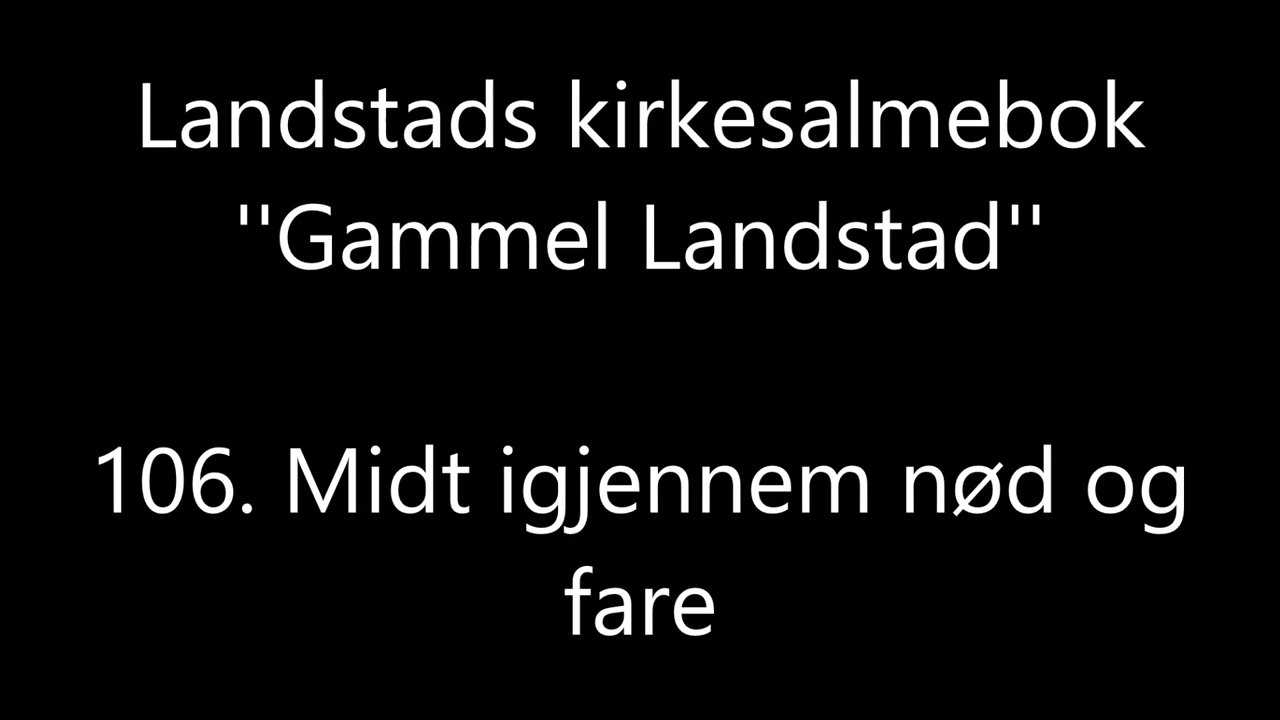 Landstads kirkesalmebok
''Gammel Landstad''
106. Midt igjennem nød og
fare